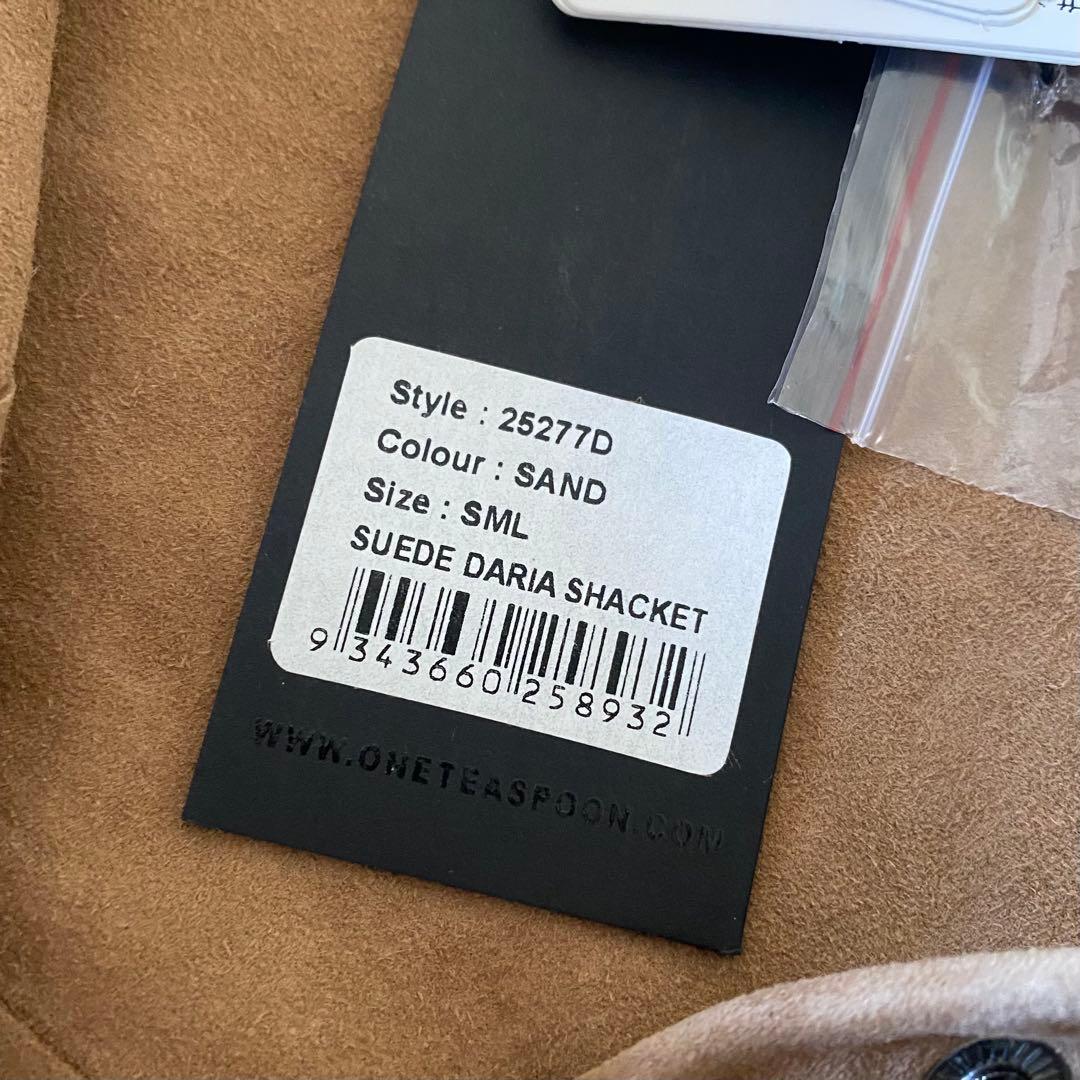 Style : 25277D
Colour : SAND
Size : SML
SUEDE DARIA SHACKET
9 343660 258932
WWW.ONETEASPOON.COM